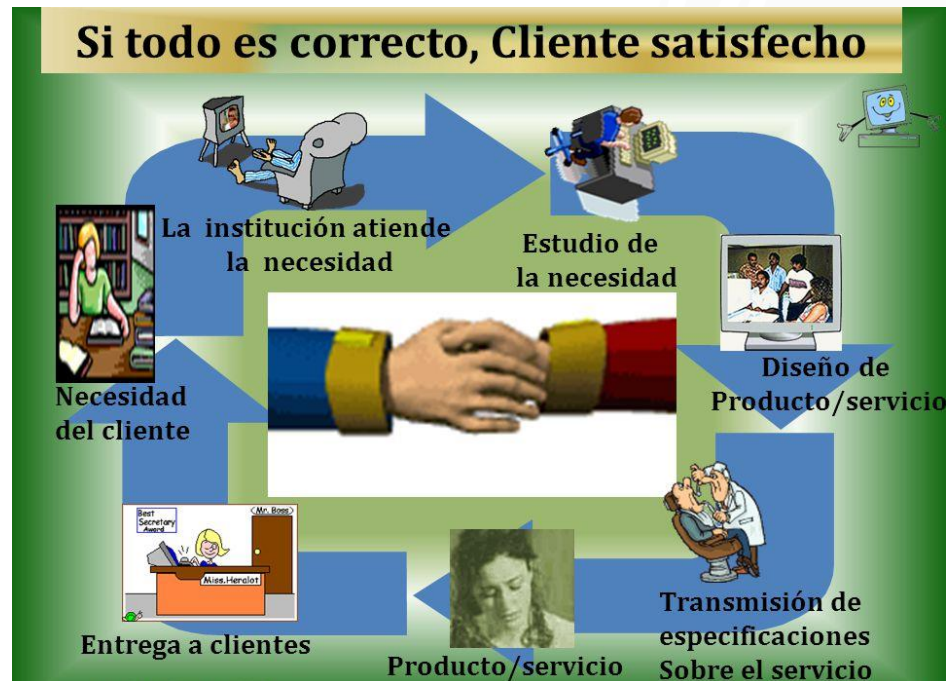 Si todo es correcto, Cliente satisfecho
La institución atiende
la necesidad
Estudio de
la necesidad
Diseño de
Producto/servicio
Necesidad
del cliente
Best
Secretary
Award
Mr. Boss
Miss.Heralot
Entrega a clientes
Producto/servicio
Transmisión de
especificaciones
Sobre el servicio